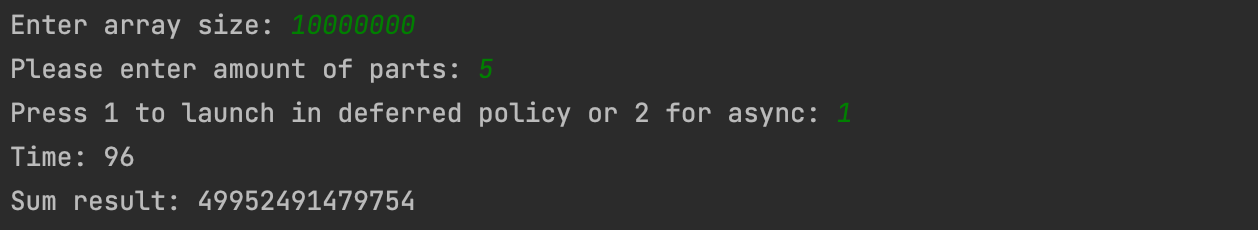 Enter array size: 10000000
Please enter amount of parts: 5
Press 1 to launch in deferred policy or 2 for async: 1
Time: 96
Sum result: 49952491479754